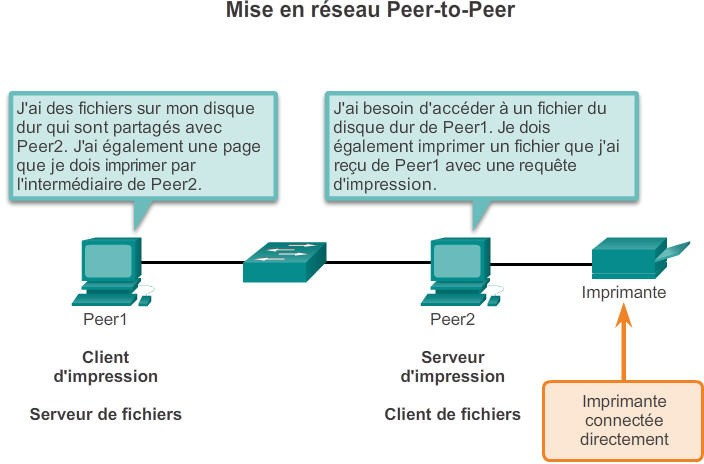 Mise en réseau Peer-to-Peer
J'ai des fichiers sur mon disque
dur qui sont partagés avec
Peer2. J'ai également une page
que je dois imprimer par
l'intermédiaire de Peer2.
J'ai besoin d'accéder à un fichier du
disque dur de Peer1. Je dois
également imprimer un fichier que j'ai
reçu de Peer1 avec une requête
d'impression.
Peer1
Peer2
Imprimante
Client
d'impression
Serveur de fichiers
Serveur
d'impression
Client de fichiers
Imprimante
connectée
directement